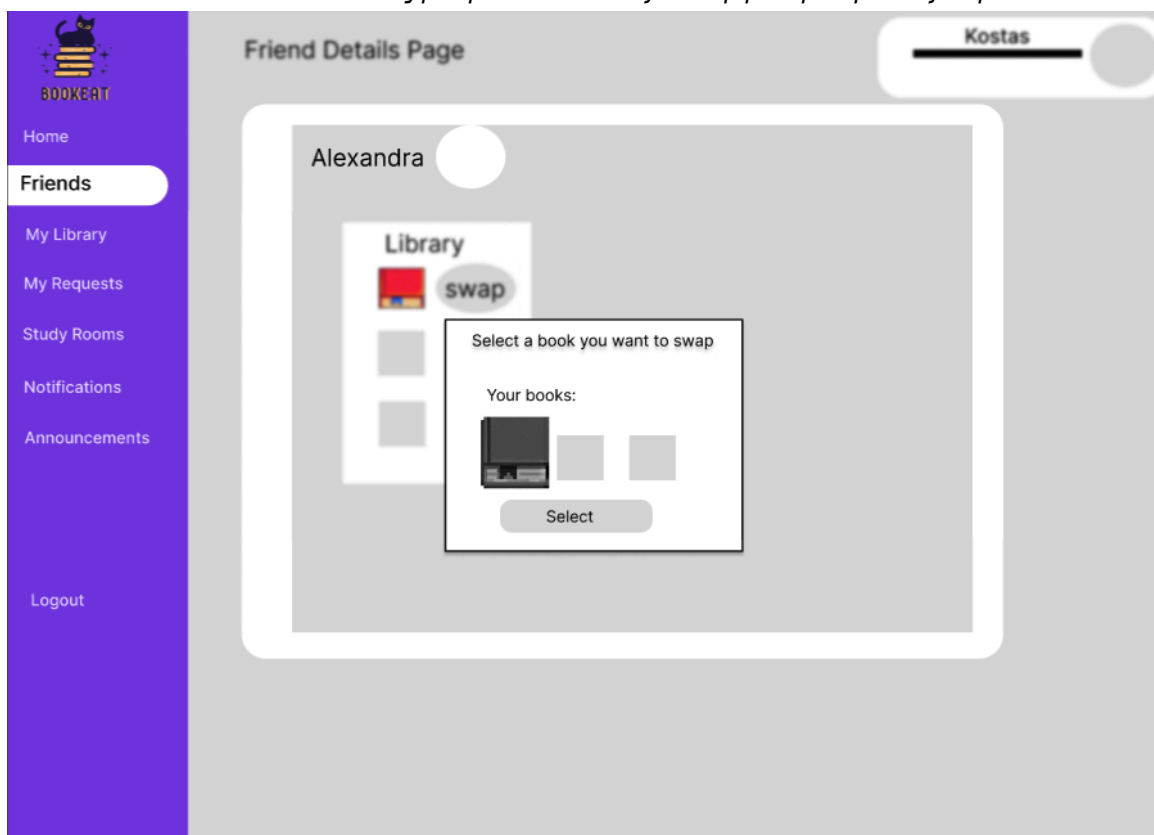 BOOKEAT
Home
Friends
My Library
My Requests
Study Rooms
Notifications
Announcements
Logout
Friend Details Page
Kostas
Alexandra
Library
swap
Select a book you want to swap
Your books:
Select